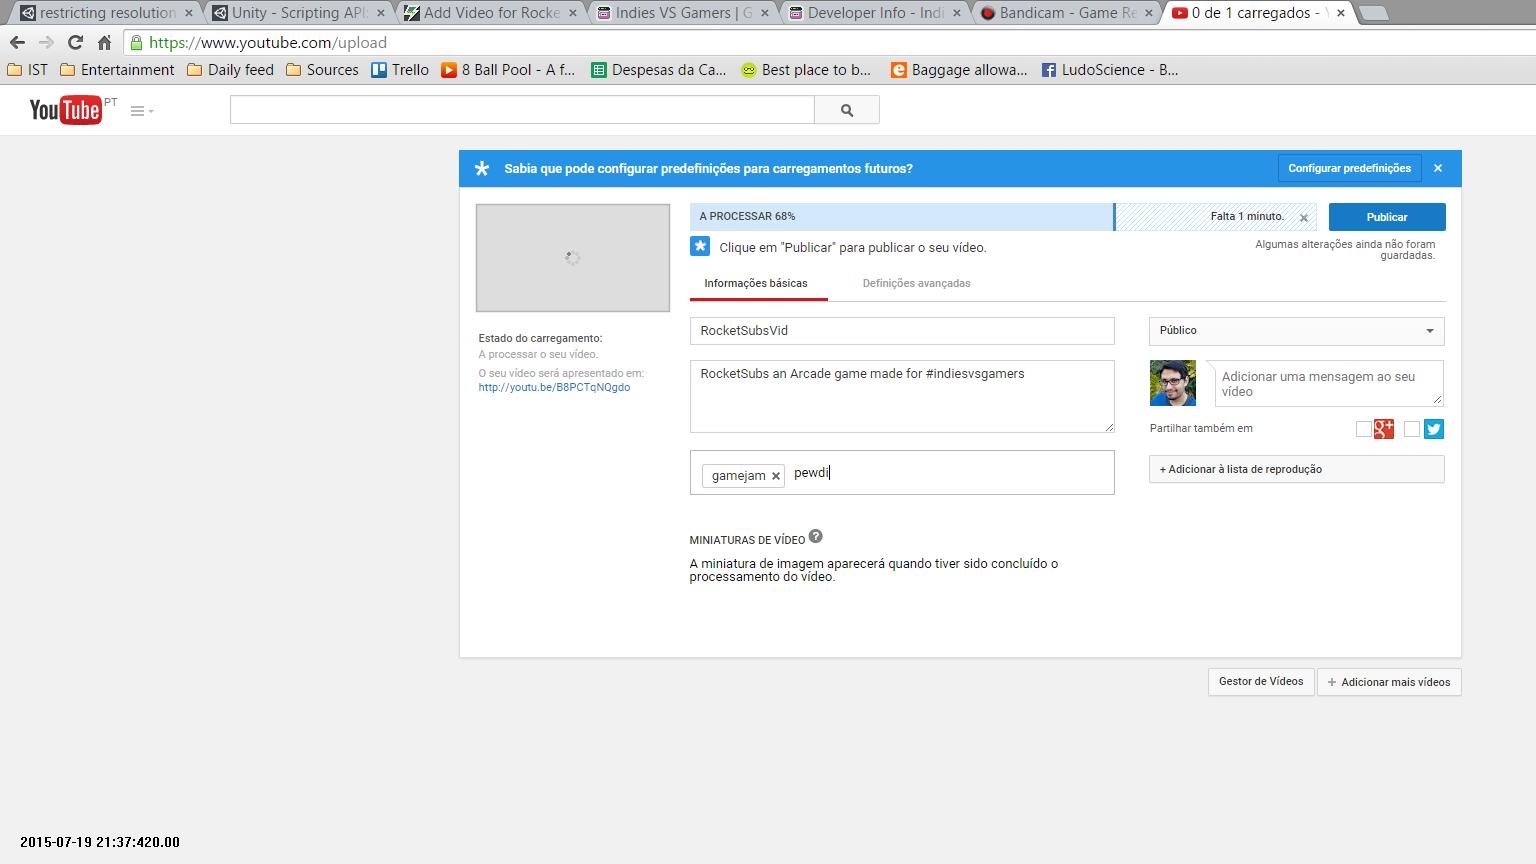 restricting resolution
Unity - Scripting API:
Add Video for Rocke
Indies VS Gamers | G
Developer Info - Indi
Bandicam - Game Re
0 de 1 carregados - Y
https://www.youtube.com/upload
IST
Entertainment
Daily feed
Sources
Trello
8 Ball Pool - A f...
Despesas da Ca...
Best place to b...
Baggage allowa...
LudoScience - B...
YouTube PT
Sabia que pode configurar predefinições para carregamentos futuros?
Configurar predefinições
A PROCESSAR 68%
Falta 1 minuto.
Publicar
Clique em "Publicar" para publicar o seu vídeo.
Algumas alterações ainda não foram
guardadas.
Informações básicas
Definições avançadas
Estado do carregamento:
A processar o seu vídeo.
O seu vídeo será apresentado em:
http://youtu.be/B8PCTqNQgdo
RocketSubsVid
RocketSubs an Arcade game made for #indiesvsgamers
gamejam
pewdi
MINIATURAS DE VÍDEO ?
A miniatura de imagem aparecerá quando tiver sido concluído o
processamento do vídeo.
Público
Adicionar uma mensagem ao seu
vídeo
Partilhar também em
g+
+ Adicionar à lista de reprodução
Gestor de Vídeos
+ Adicionar mais vídeos
2015-07-19 21:37:420.00